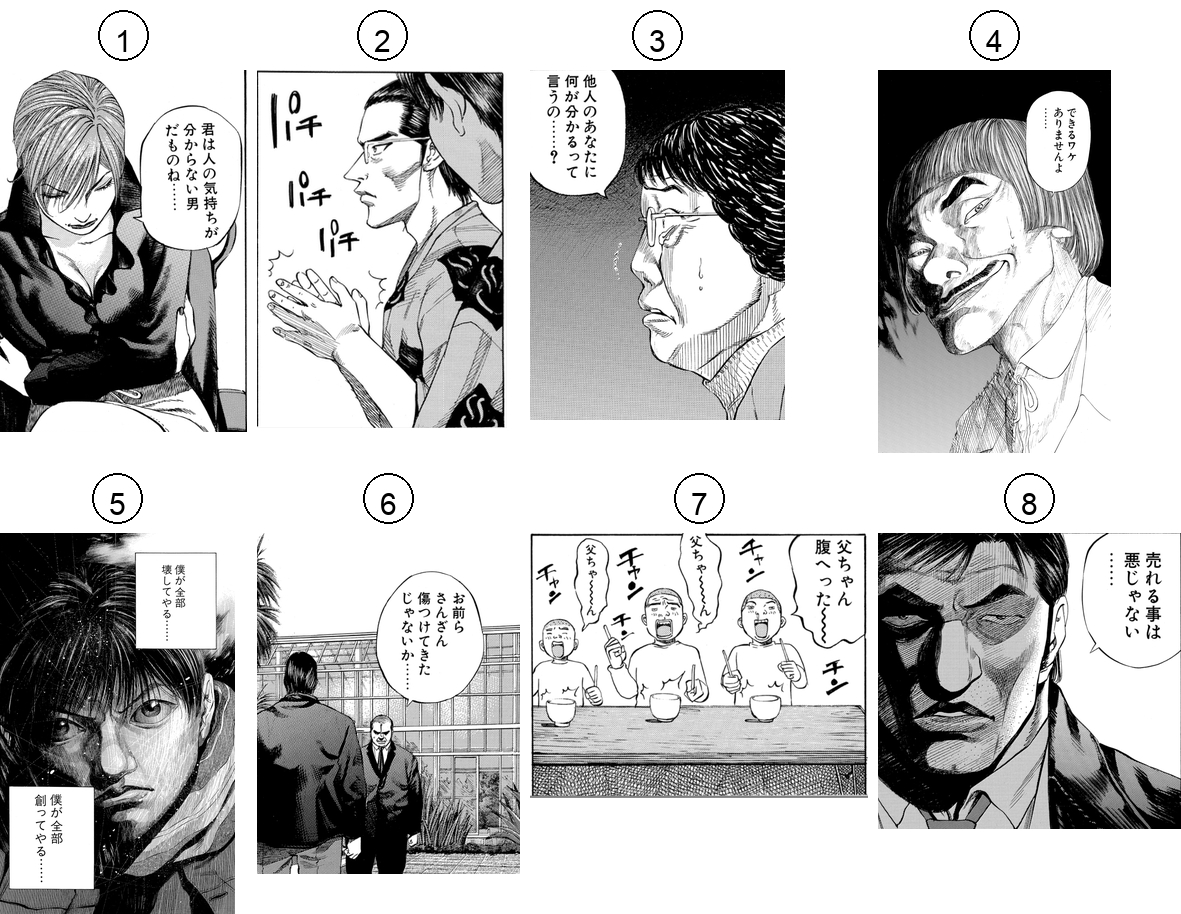 1
君は人の気持ちが
分からない男
だものね……
2
パチ
パチ
パチ
3
他人のあなたに
何が分かるって
言うの……?
4
できるワケ
ありませんよ
……
5
僕が全部
壊してやる……
僕が全部
創ってやる……
6
お前ら
さんざん
傷つけてきた
じゃないか……
7
父ちゃん
腹へった〜〜〜
チャン
父ちゃ〜〜〜ん
チャン
父ちゃ〜〜ん
チャン
チン
チン
8
売れる事は
悪じゃない
……